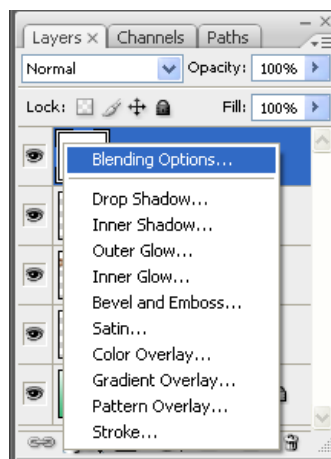 Layers × Channels Paths
Normal Opacity: 100%
Lock: Fill: 100%
Blending Options...
Drop Shadow...
Inner Shadow...
Outer Glow...
Inner Glow...
Bevel and Emboss...
Satin...
Color Overlay...
Gradient Overlay...
Pattern Overlay...
Stroke...